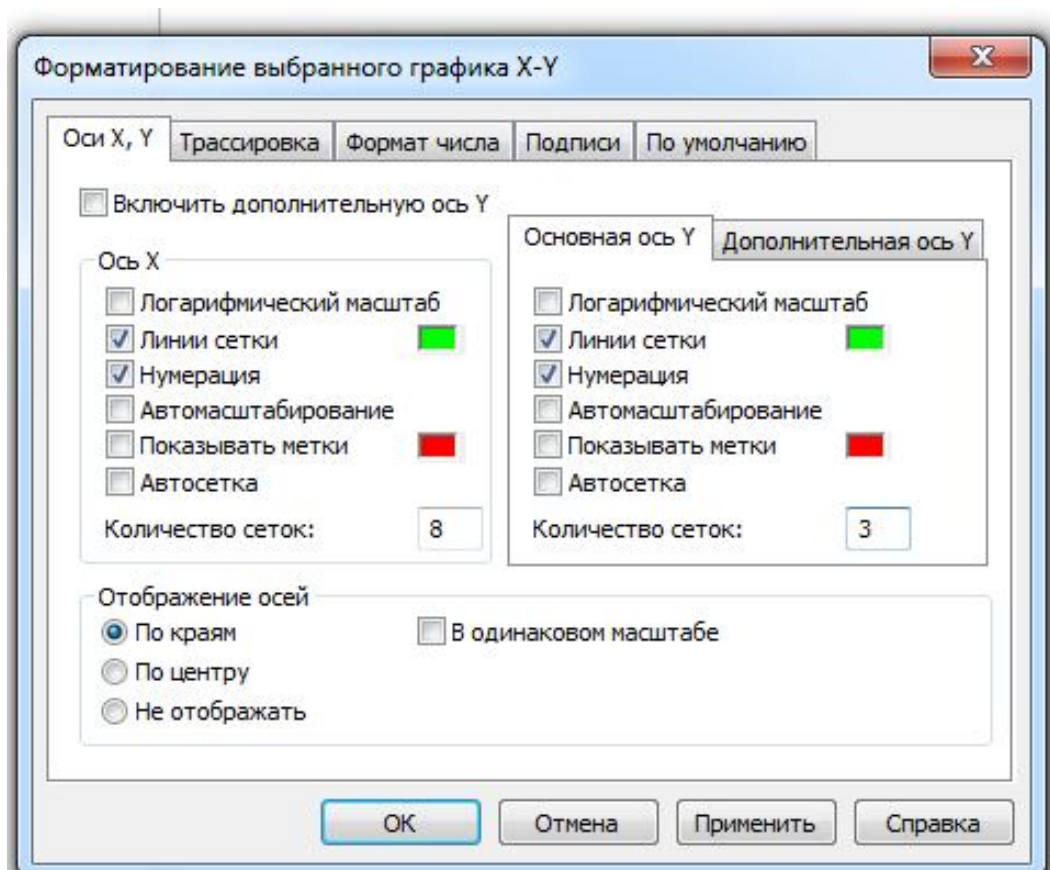 Форматирование выбранного графика X-Y
Оси X, Y Трассировка Формат числа Подписи По умолчанию
Включить дополнительную ось Y
Ось X
Логарифмический масштаб
Линии сетки
Нумерация
Автомасштабирование
Показывать метки
Автосетка
Количество сеток: 8
Основная ось Y Дополнительная ось Y
Логарифмический масштаб
Линии сетки
Нумерация
Автомасштабирование
Показывать метки
Автосетка
Количество сеток: 3
Отображение осей
По краям В одинаковом масштабе
По центру
Не отображать
OK Отмена Применить Справка